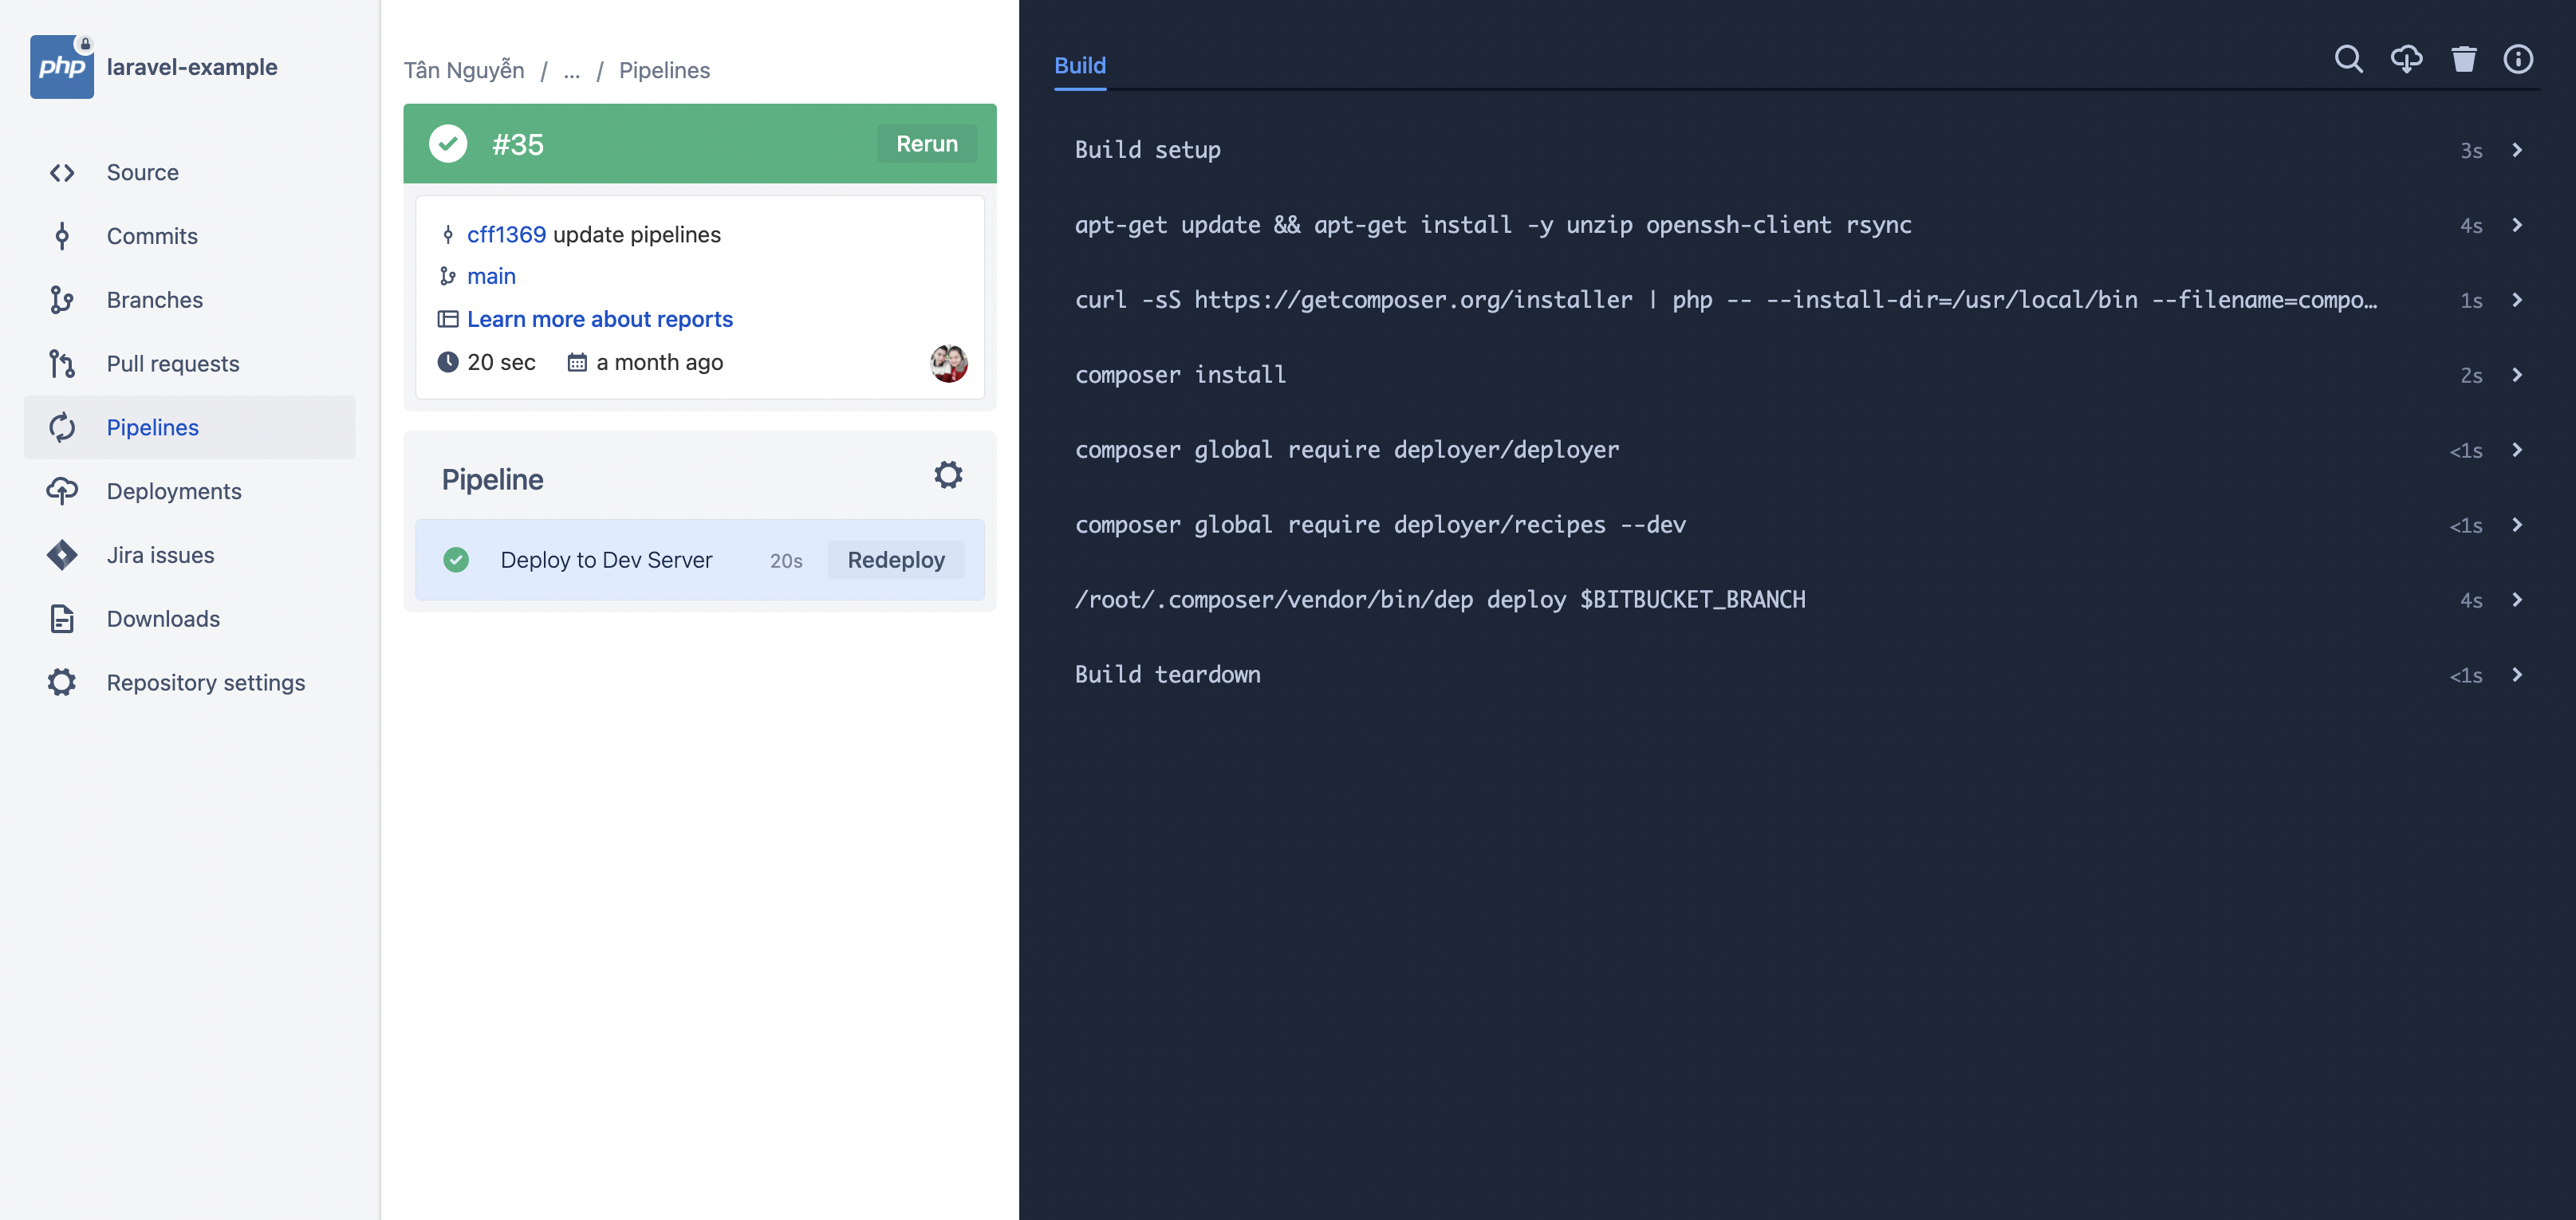 php
laravel-example
Source
Commits
Branches
Pull requests
Pipelines
Deployments
Jira issues
Downloads
Repository settings
Tân Nguyễn / ... / Pipelines
#35 Rerun
cff1369 update pipelines
main
Learn more about reports
20 sec a month ago
Pipeline
Deploy to Dev Server 20s Redeploy
Build
Build setup 3s
apt-get update && apt-get install -y unzip openssh-client rsync 4s
curl -sS https://getcomposer.org/installer | php -- --install-dir=/usr/local/bin --filename=compo… 1s
composer install 2s
composer global require deployer/deployer <1s
composer global require deployer/recipes --dev <1s
/root/.composer/vendor/bin/dep deploy $BITBUCKET_BRANCH 4s
Build teardown <1s